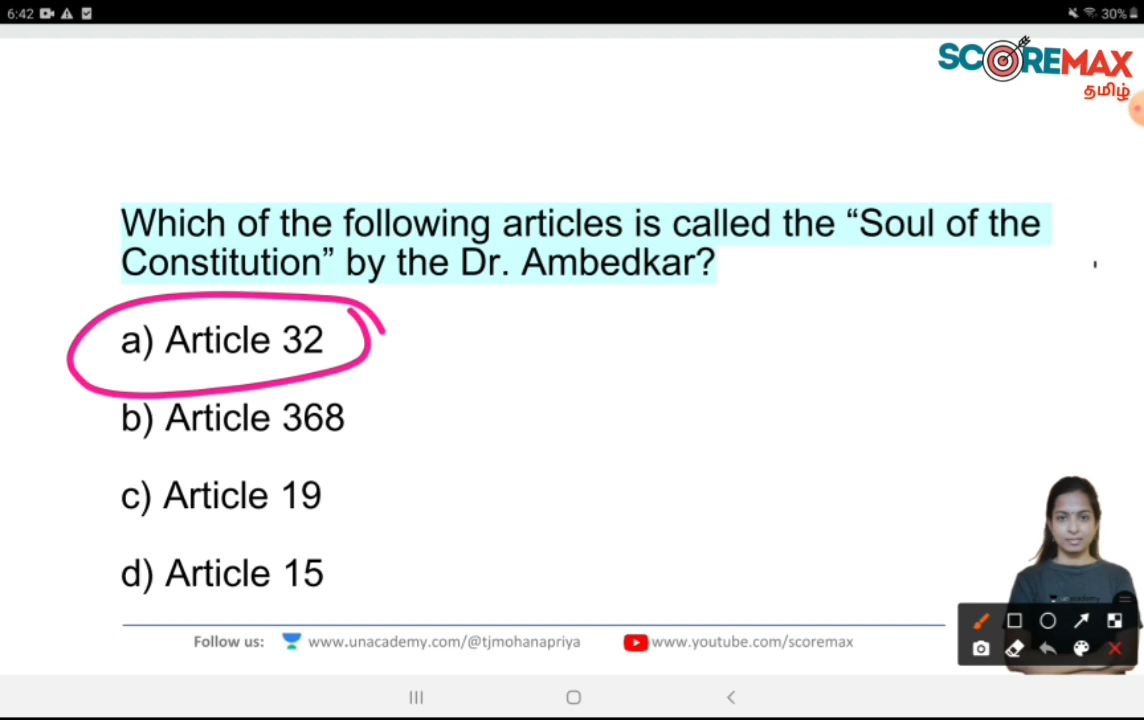 6:42
30%
SCOREMAX
தமிழ்
Which of the following articles is called the “Soul of the
Constitution” by the Dr. Ambedkar?
a) Article 32
b) Article 368
c) Article 19
d) Article 15
Follow us: www.unacademy.com/@tjmohanapriya www.youtube.com/scoremax
unacademy